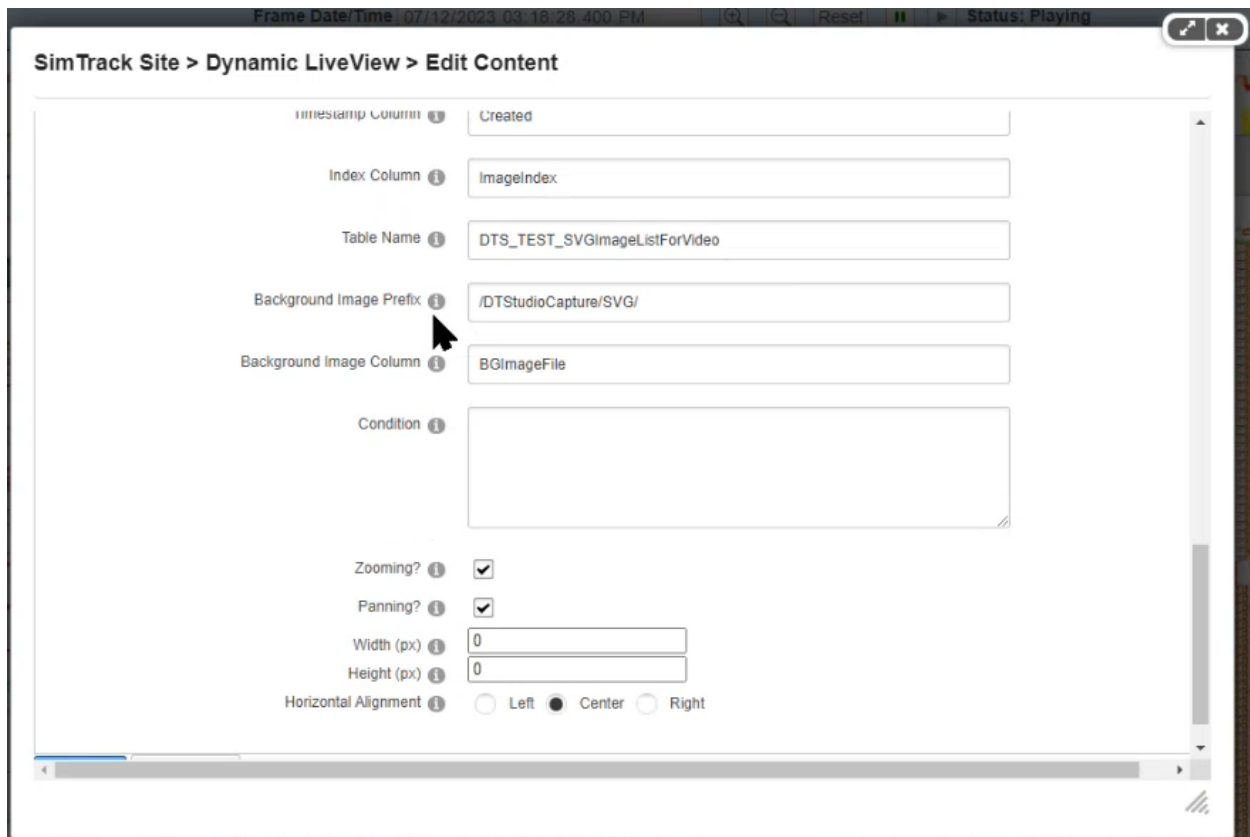 Frame Date/Time 07/12/2023 03:18:28.400 PM Reset Status: Playing
SimTrack Site > Dynamic LiveView > Edit Content
Timestamp Column Created
Index Column ImageIndex
Table Name DTS_TEST_SVGImageListForVideo
Background Image Prefix /DTStudioCapture/SVG/
Background Image Column BGImageFile
Condition
Zooming?
Panning?
Width (px) 0
Height (px) 0
Horizontal Alignment Left Center Right